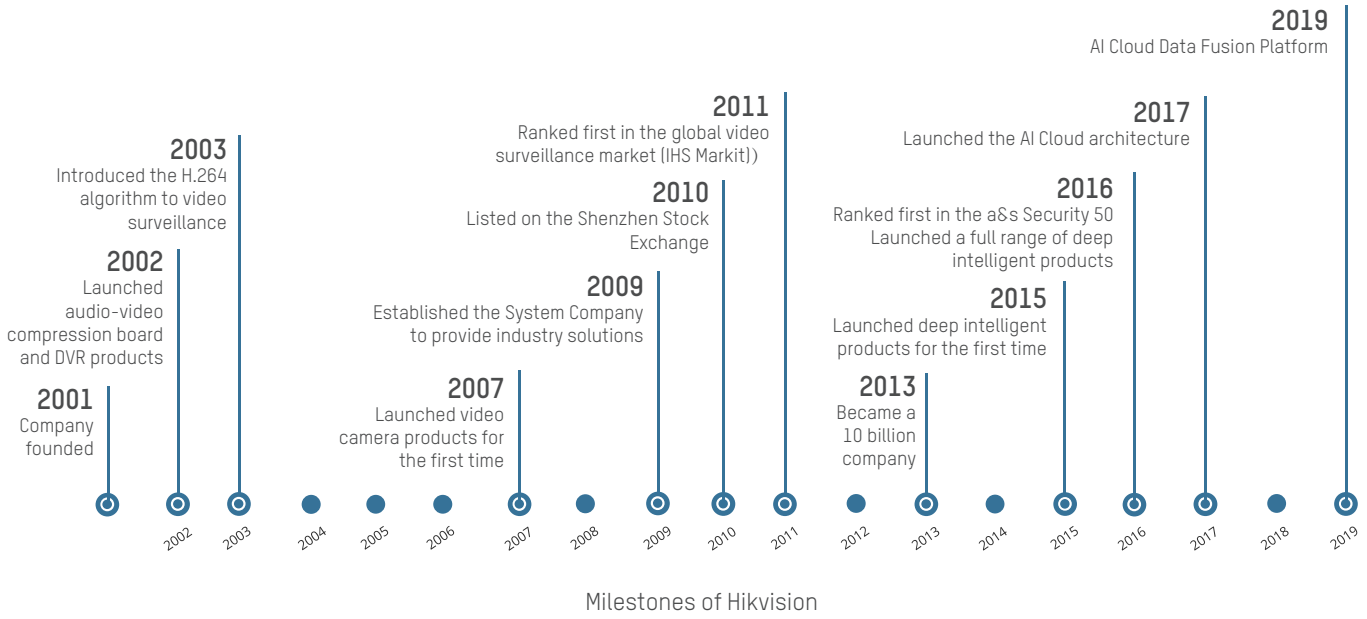 2001
Company
founded
2002
Launched
audio-video
compression board
and DVR products
2003
Introduced the H.264
algorithm to video
surveillance
2007
Launched video
camera products for
the first time
2009
Established the System Company
to provide industry solutions
2010
Listed on the Shenzhen Stock
Exchange
2011
Ranked first in the global video
surveillance market (IHS Markit))
2013
Became a
10 billion
company
2015
Launched deep intelligent
products for the first time
2016
Ranked first in the a&s Security 50
Launched a full range of deep
intelligent products
2017
Launched the AI Cloud architecture
2019
AI Cloud Data Fusion Platform
2002
2003
2004
2005
2006
2007
2008
2009
2010
2011
2012
2013
2014
2015
2016
2017
2018
2019
Milestones of Hikvision